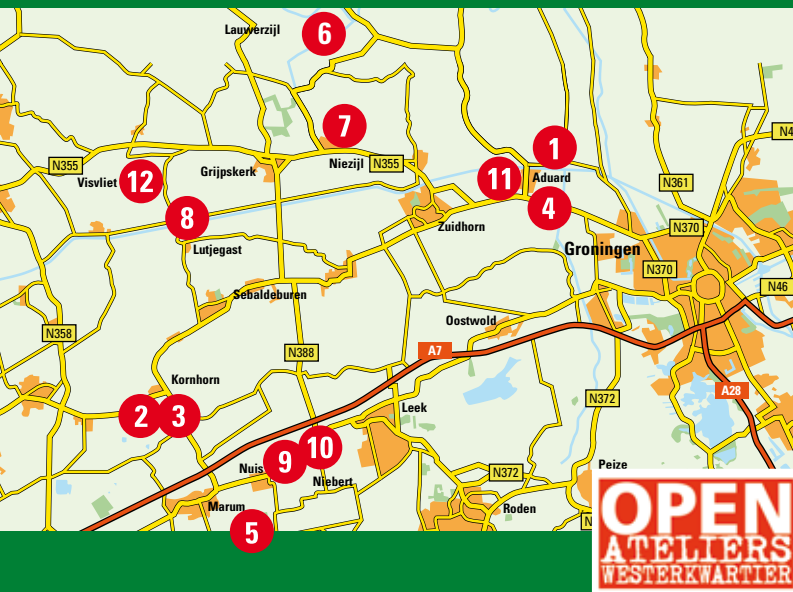 Lauwerzijl
6
7
1
N4
N355
Visvliet
12
Grijpskerk
Niezijl
N355
11
Aduard
N361
8
4
Zuidhorn
N370
Lutjegast
Groningen
N370
Sebaldeburen
N46
Oostwold
N358
N388
A7
Kornhorn
A28
2
3
Leek
N372
10
9
Nuis
Niebert
N372
Peize
Marum
Roden
5
N
OPEN
ATELIERS
WESTERKWARTIER